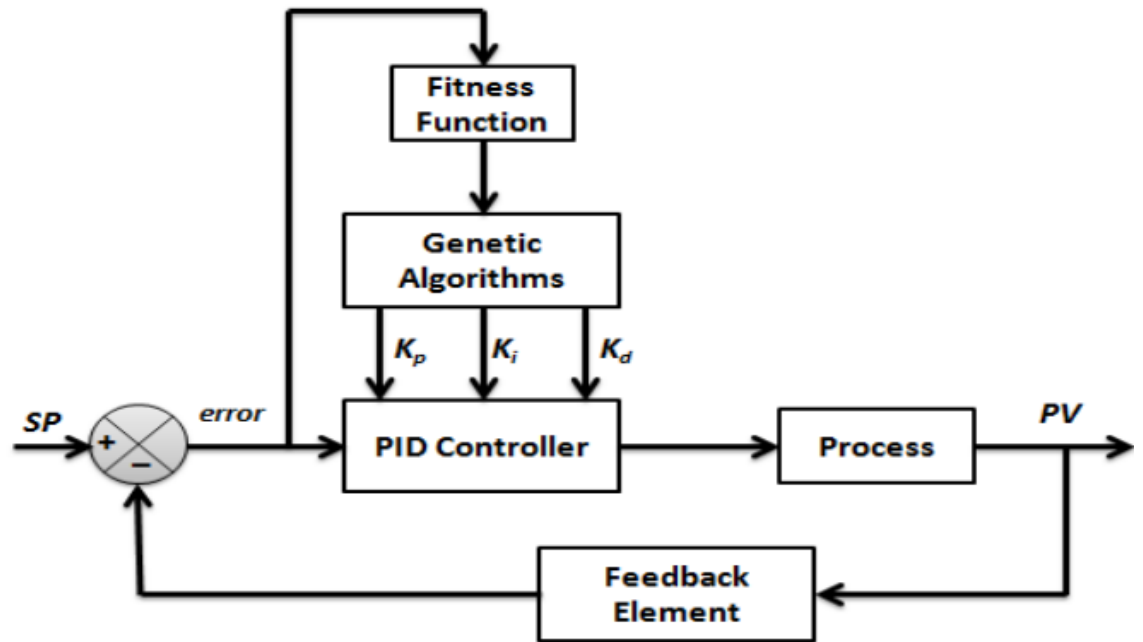 Fitness
Function
Genetic
Algorithms
Kp Ki Kd
SP error PV
+
−
PID Controller
Process
Feedback
Element